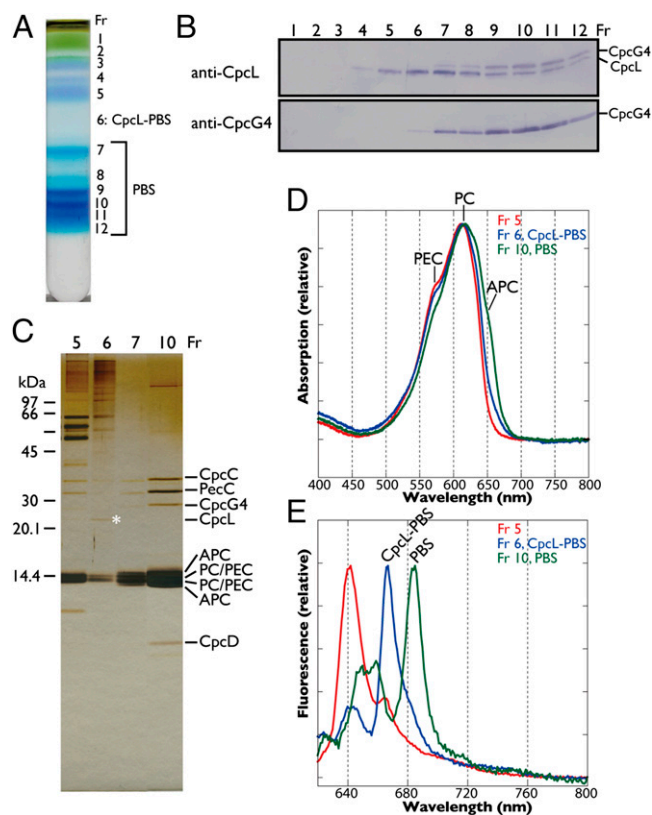 A
Fr
1
2
3
4
5
6: CpcL-PBS
7
8
9
10
11
12
PBS
B
1 2 3 4 5 6 7 8 9 10 11 12 Fr
anti-CpcL
CpcG4
CpcL
anti-CpcG4
CpcG4
C
5 6 7 10 Fr
kDa
97
66
45
30
20.1
14.4
*
CpcC
PecC
CpcG4
CpcL
APC
PC/PEC
PC/PEC
APC
CpcD
D
PC
PEC
APC
Fr 5
Fr 6, CpcL-PBS
Fr 10, PBS
Absorption (relative)
400 450 500 550 600 650 700 750 800
Wavelength (nm)
E
CpcL-PBS
PBS
Fr 5
Fr 6, CpcL-PBS
Fr 10, PBS
Fluorescence (relative)
640 680 720 760 800
Wavelength (nm)